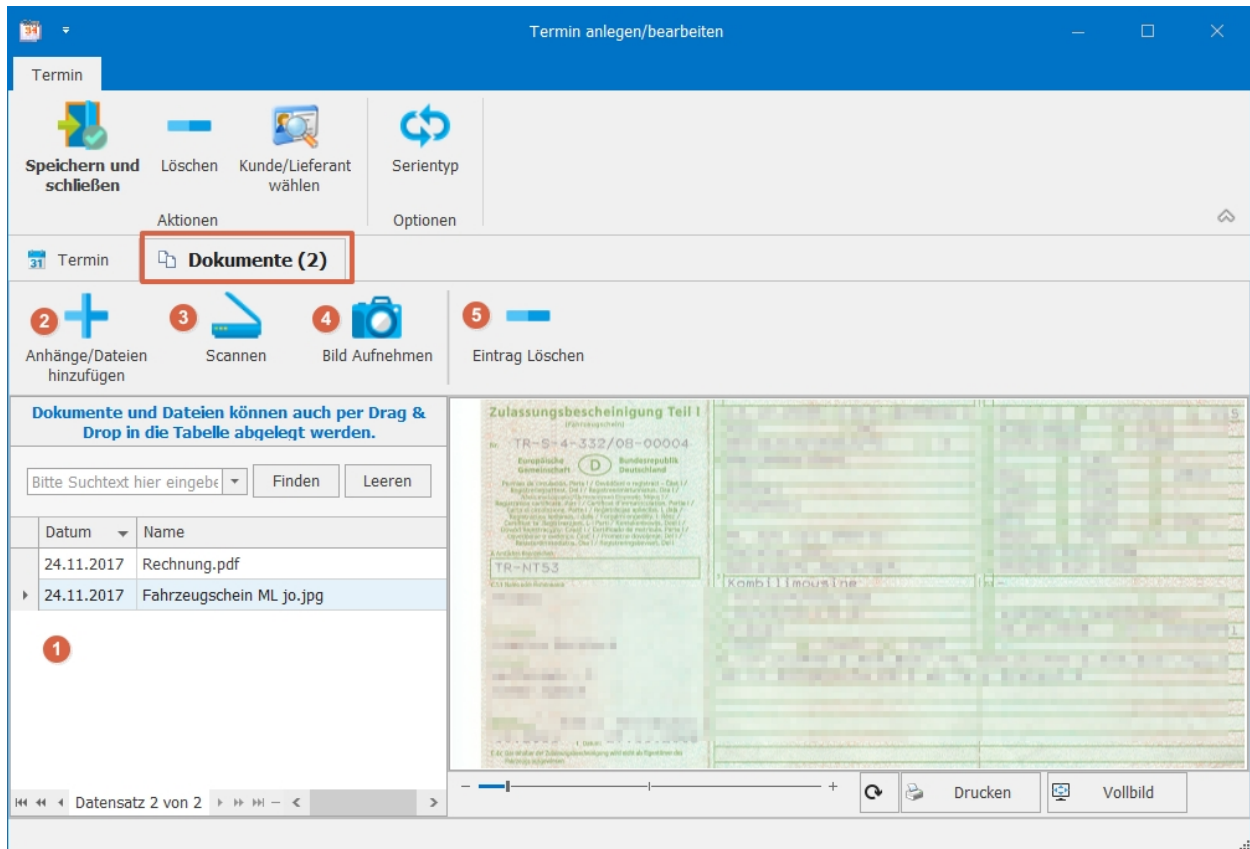 31
Termin anlegen/bearbeiten
Termin
Speichern und
schließen
Löschen
Kunde/Lieferant
wählen
Serientyp
Aktionen
Optionen
31 Termin
Dokumente (2)
2
3
4
5
Anhänge/Dateien
hinzufügen
Scannen
Bild Aufnehmen
Eintrag Löschen
Dokumente und Dateien können auch per Drag &
Drop in die Tabelle abgelegt werden.
Bitte Suchtext hier eingebe
Finden
Leeren
Datum Name
24.11.2017 Rechnung.pdf
24.11.2017 Fahrzeugschein ML jo.jpg
1
Datensatz 2 von 2
Zulassungsbescheinigung Teil I
(Fahrzeugschein)
Nr. TR-S-4-332/08-00004
Europäische
Gemeinschaft
D
Bundesrepublik
Deutschland
TR-NT53
Kombilimousine
Drucken
Vollbild